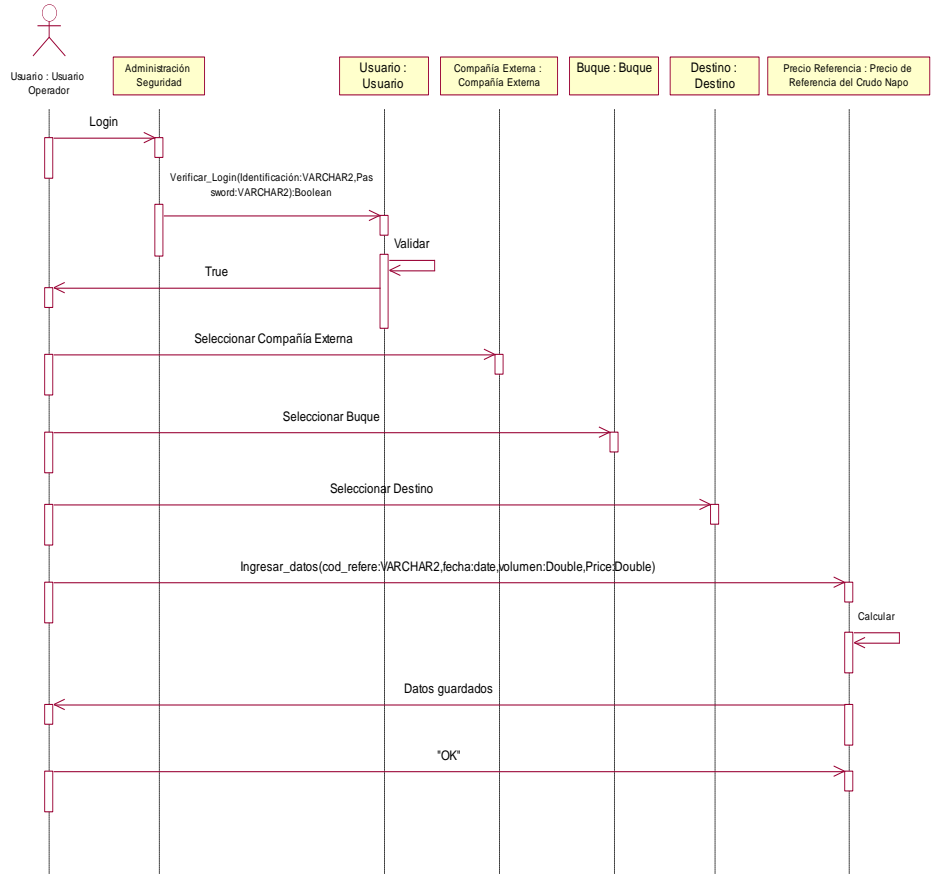 Usuario : Usuario
Operador
Administración
Seguridad
Usuario :
Usuario
Compañía Externa :
Compañía Externa
Buque : Buque
Destino :
Destino
Precio Referencia : Precio de
Referencia del Crudo Napo
Login
Verificar_Login(Identificación:VARCHAR2,Pas
sword:VARCHAR2):Boolean
Validar
True
Seleccionar Compañía Externa
Seleccionar Buque
Seleccionar Destino
Ingresar_datos(cod_refere:VARCHAR2,fecha:date,volumen:Double,Price:Double)
Calcular
Datos guardados
"OK"